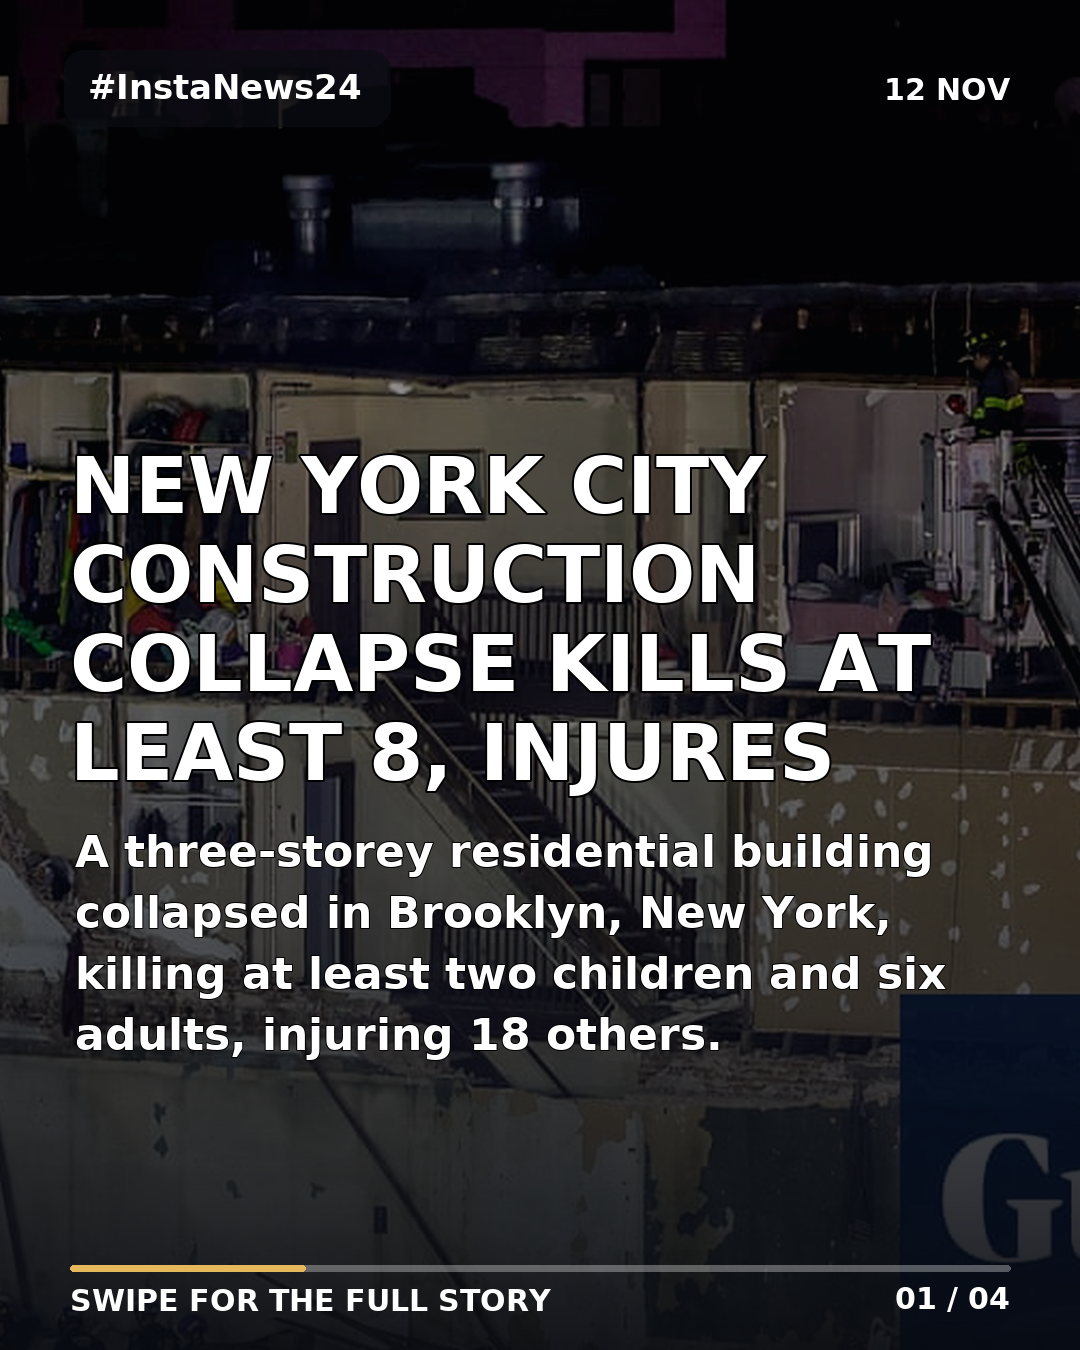 #InstaNews24
12 NOV
NEW YORK CITY
CONSTRUCTION
COLLAPSE KILLS AT
LEAST 8, INJURES
A three-storey residential building
collapsed in Brooklyn, New York,
killing at least two children and six
adults, injuring 18 others.
SWIPE FOR THE FULL STORY
01 / 04